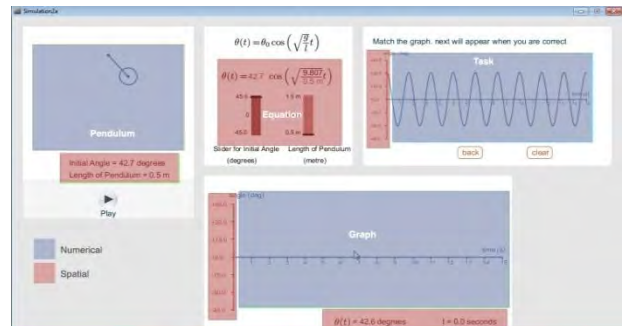 Simulation2a
Pendulum
Initial Angle = 42.7 degrees
Length of Pendulum = 0.5 m
Play
Numerical
Spatial
θ(t) = θ₀ cos (√(g/l) t)
θ(t) = 42.7 cos (√(9.807/0.5 m) t)
45.0
0
-45.0
Equation
1.5 m
0.5 m
Slider for Initial Angle
(degrees)
Length of Pendulum
(metre)
Match the graph. next will appear when you are correct.
Task
back
clear
Graph
θ(t) = 42.6 degrees
t = 0.0 seconds